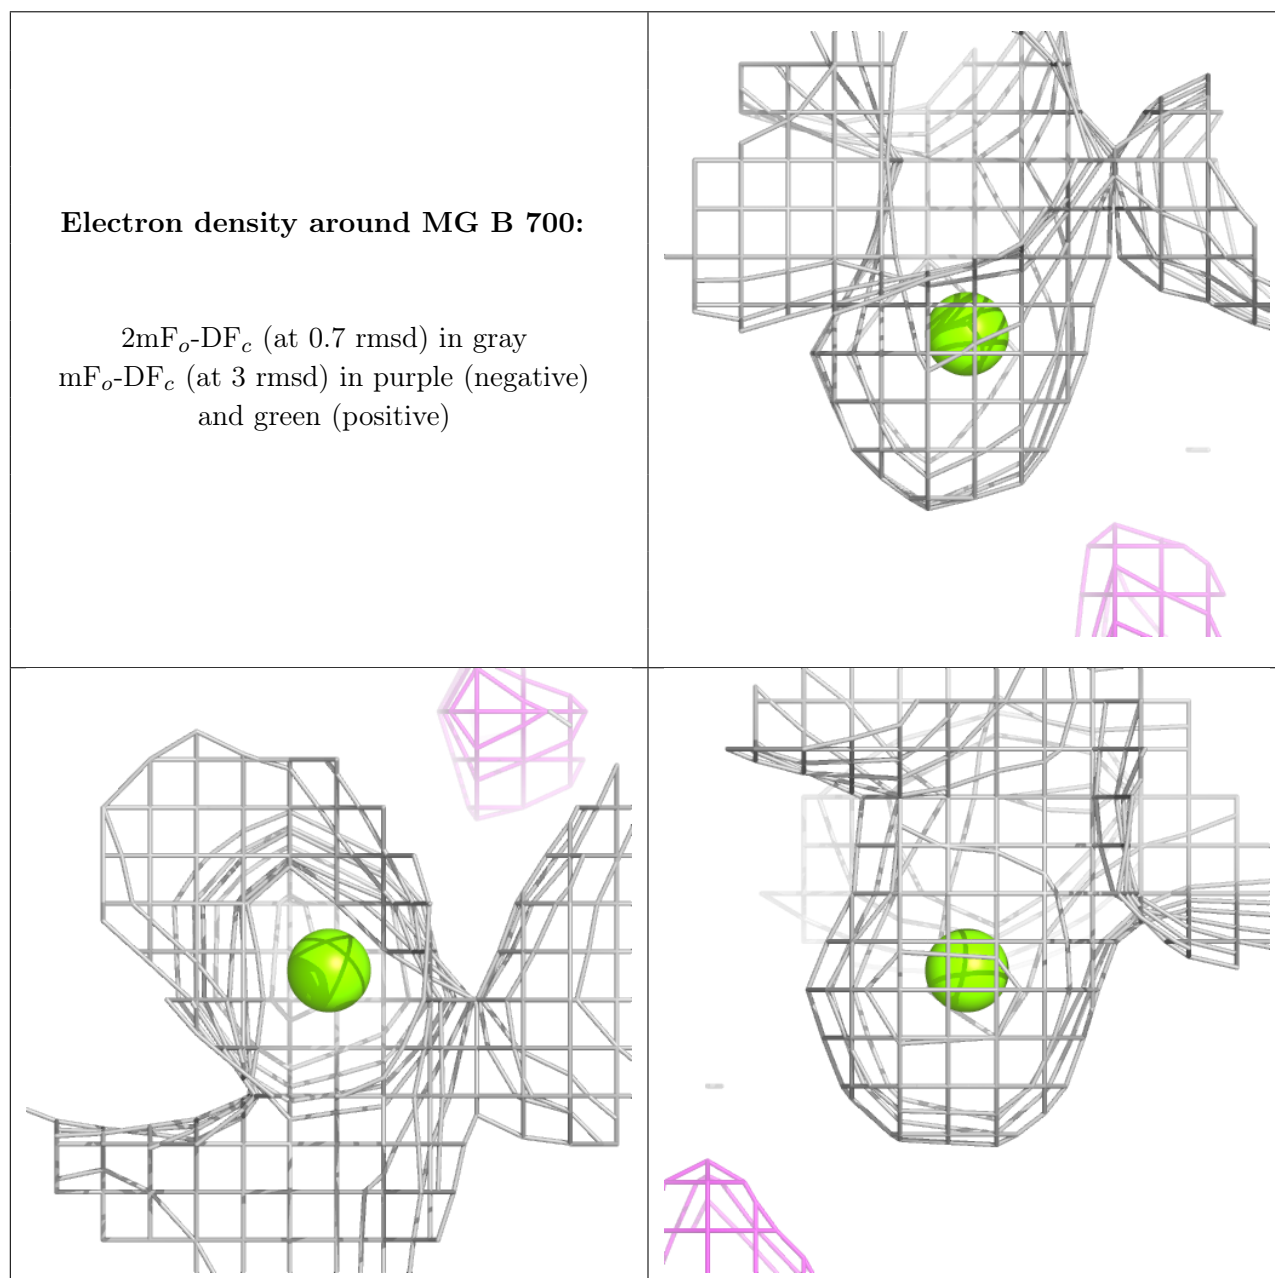 Electron density around MG B 700:
2mFo-DFc (at 0.7 rmsd) in gray
mFo-DFc (at 3 rmsd) in purple (negative)
and green (positive)